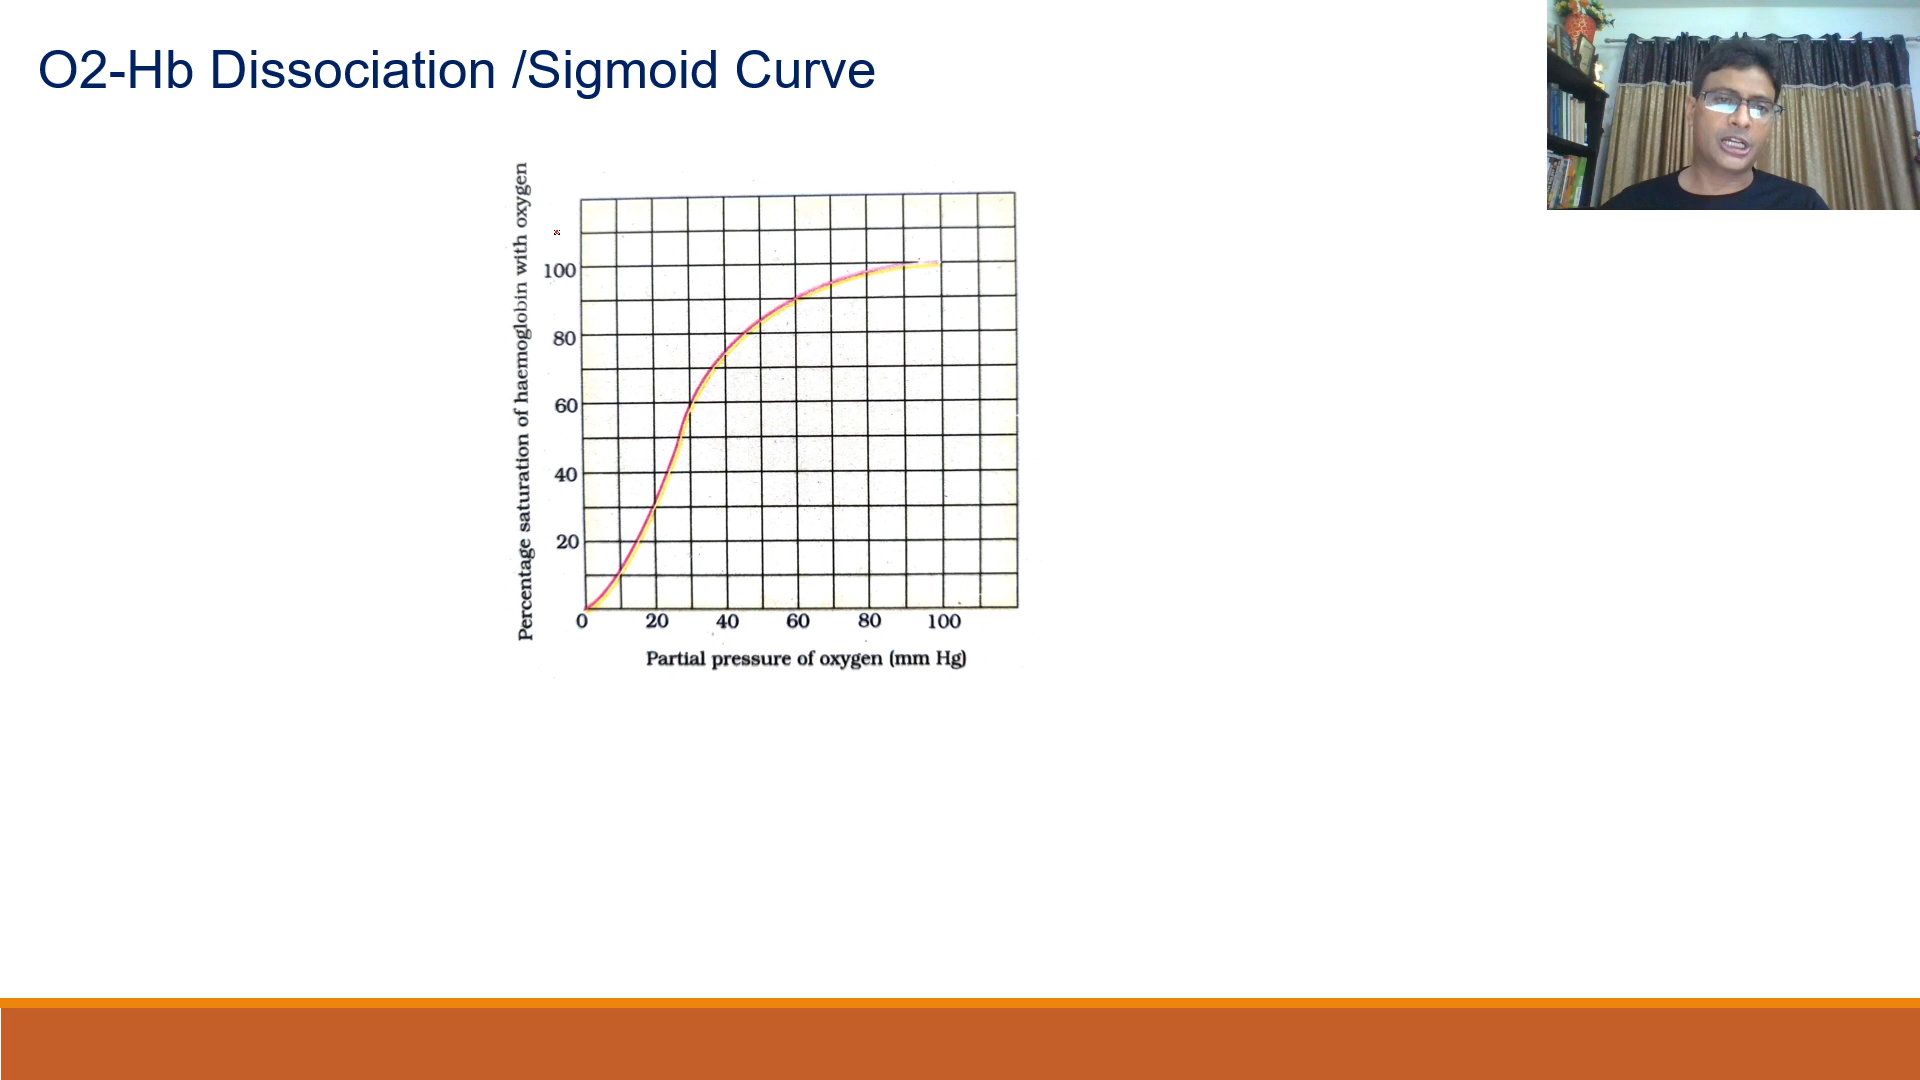 O2-Hb Dissociation /Sigmoid Curve
Percentage saturation of haemoglobin with oxygen
100
80
60
40
20
0 20 40 60 80 100
Partial pressure of oxygen (mm Hg)